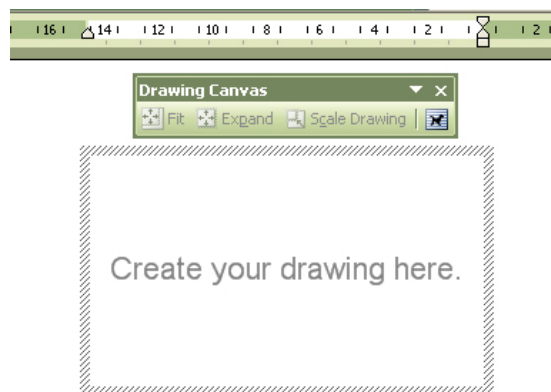 16 14 12 10 8 6 4 2 2
Drawing Canvas
Fit Expand Scale Drawing
Create your drawing here.